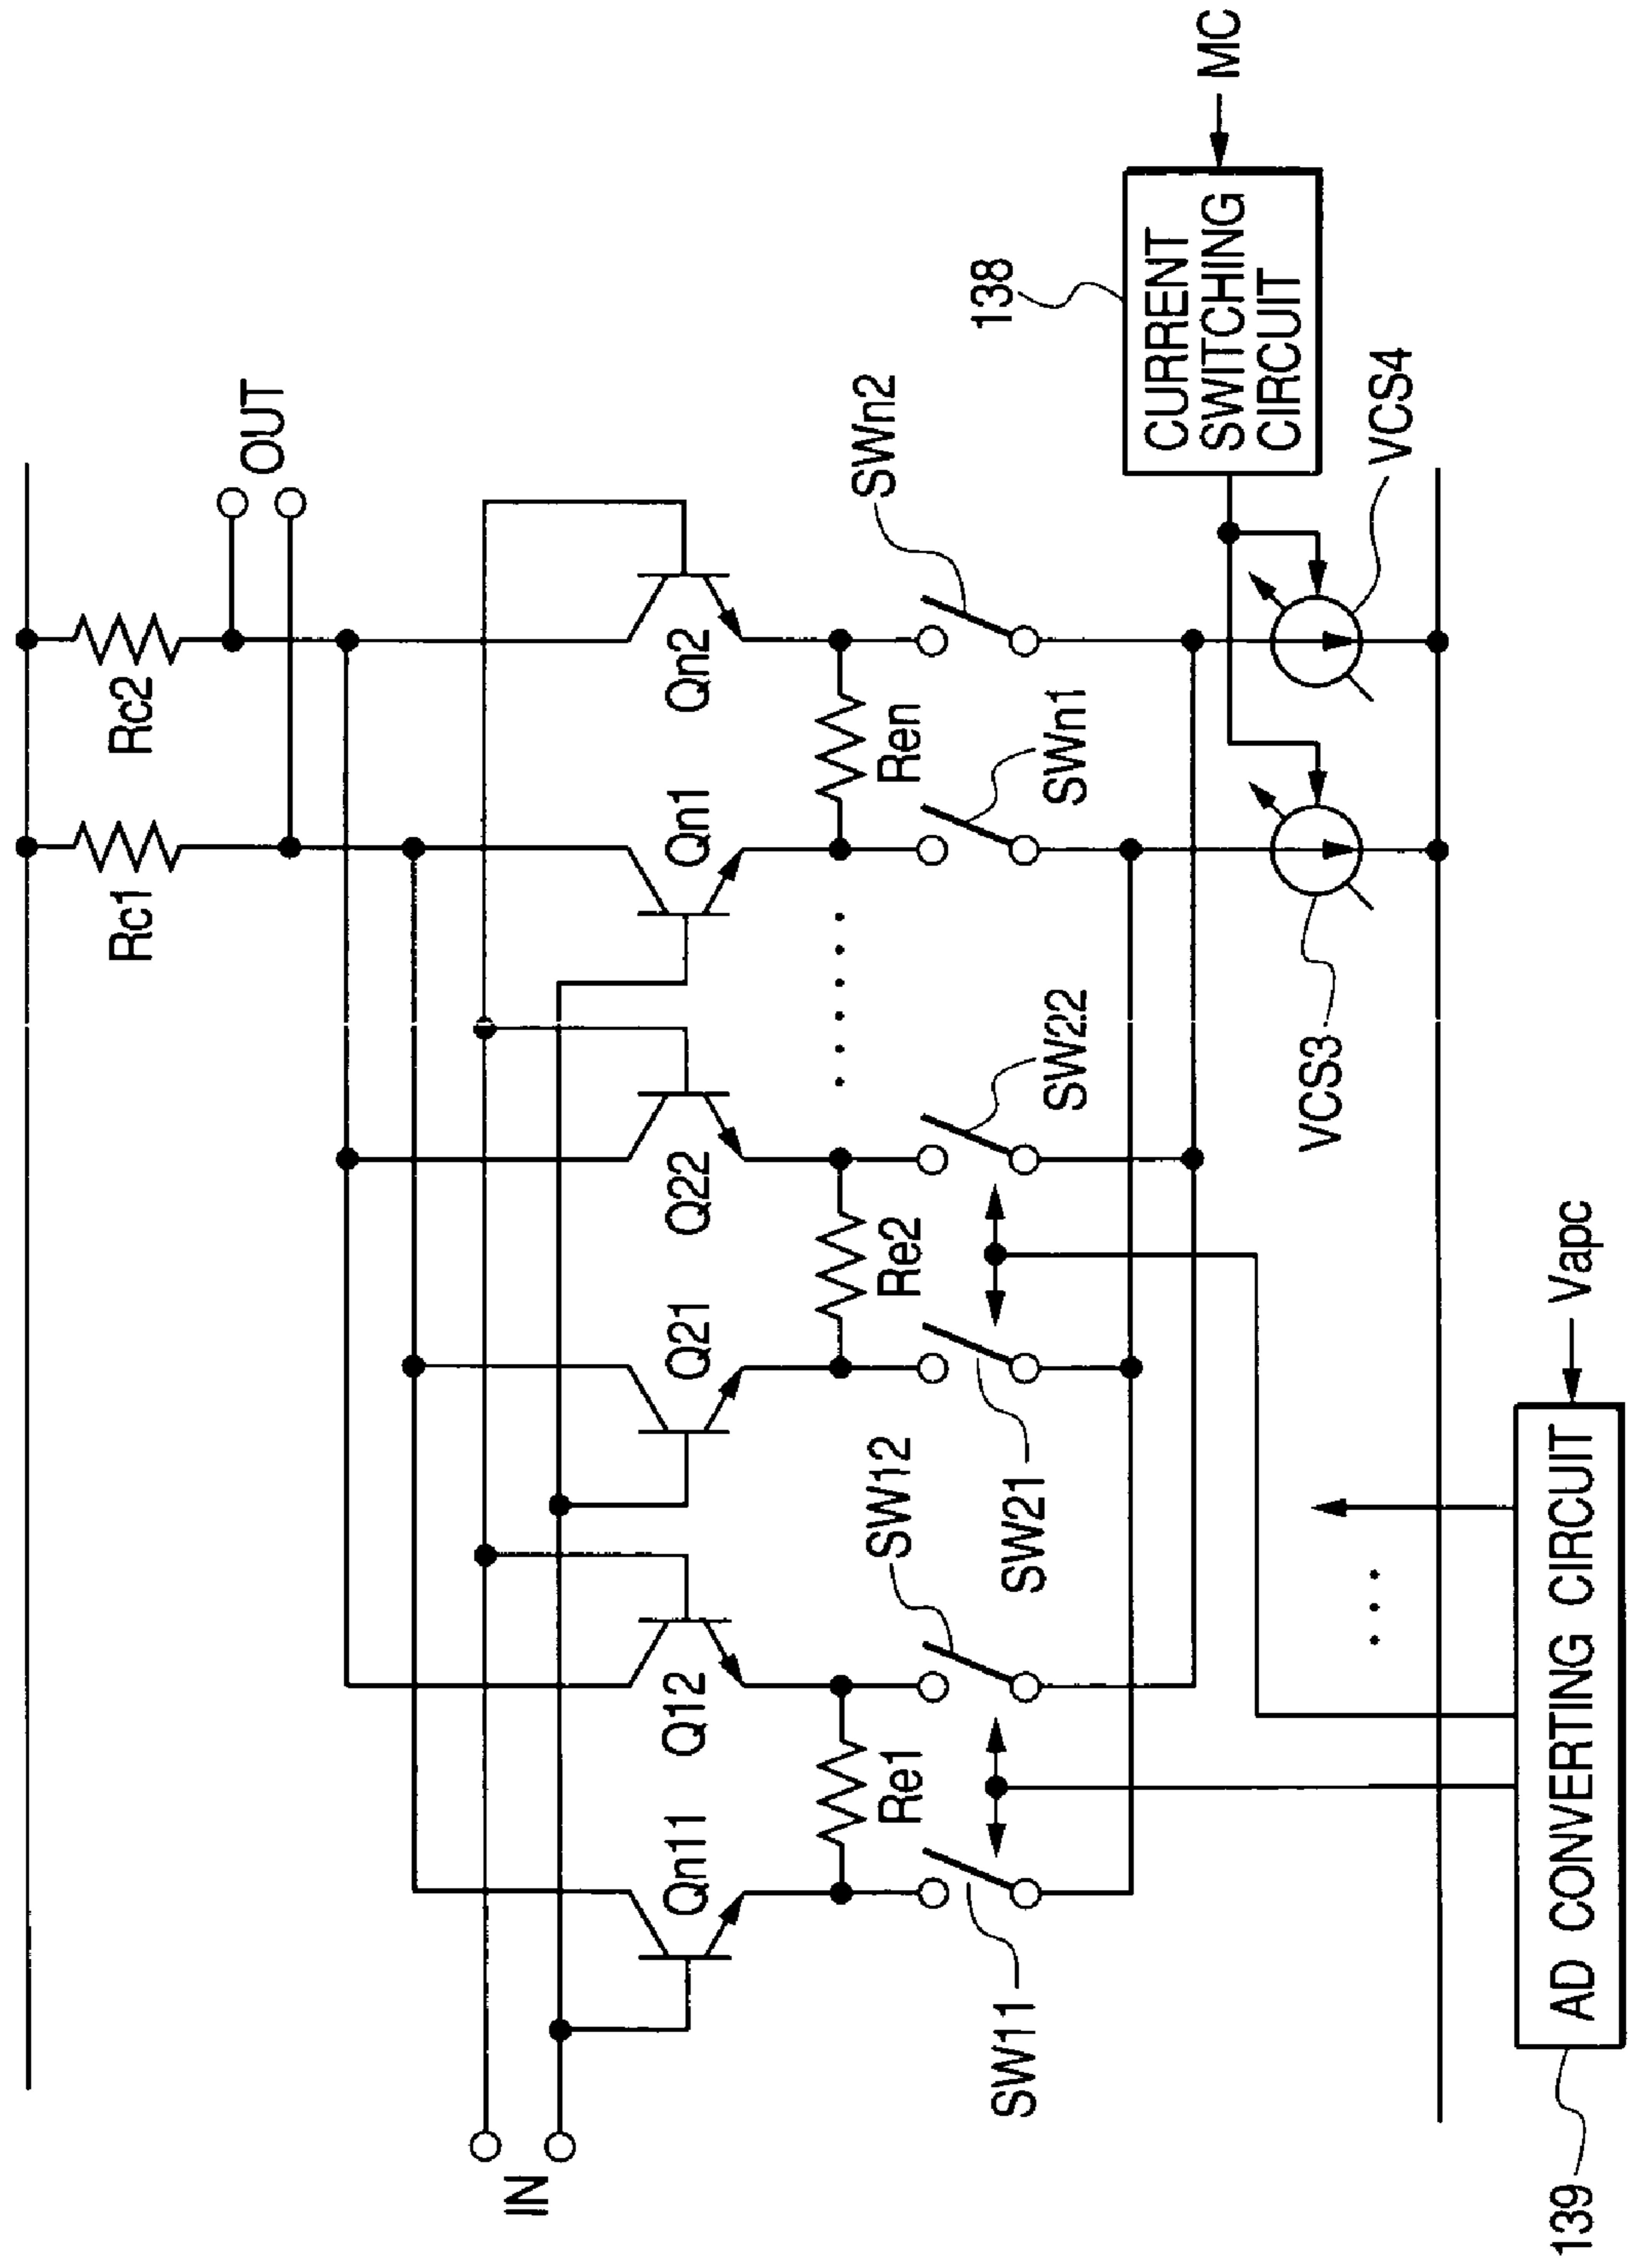 Rc1
Rc2
OUT
IN
Qn11
Q12
Q21
Q22
Qn1
Qn2
Re1
Re2
Ren
SW11
SW12
SW21
SW22
SWn1
SWn2
138
CURRENT
SWITCHING
CIRCUIT
MC
VCS3
VCS4
139
AD CONVERTING CIRCUIT
Vapc